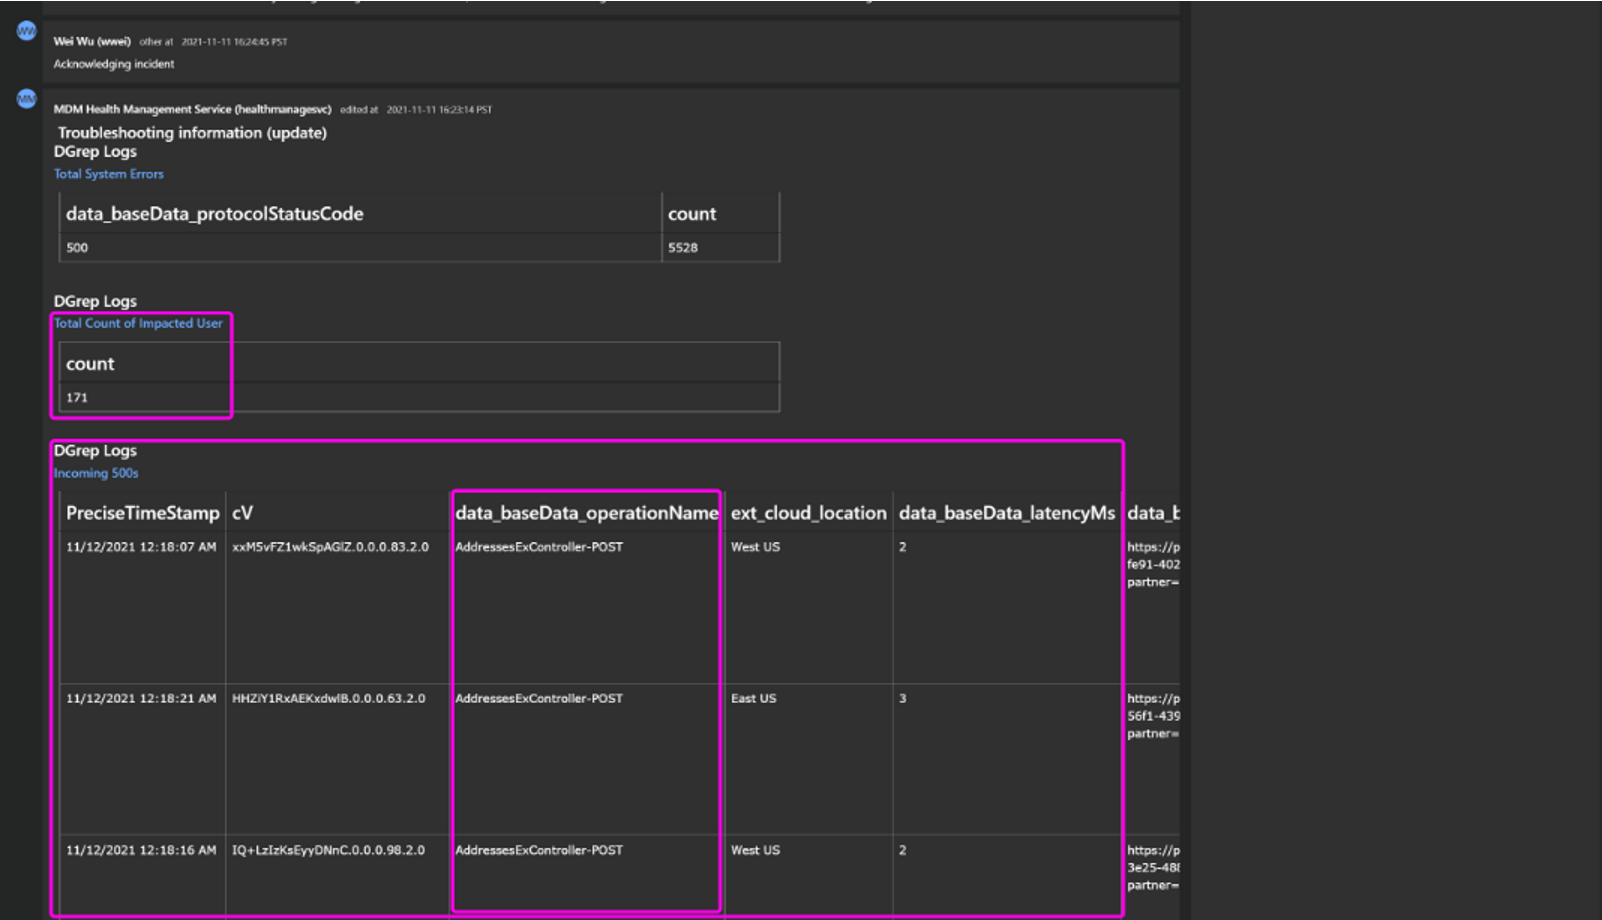 WW
Wei Wu (wwei) other at 2021-11-11 16:24:45 PST
Acknowledging incident
MM
MDM Health Management Service (healthmanagesvc) edited at 2021-11-11 16:23:14 PST
Troubleshooting information (update)
DGrep Logs
Total System Errors
data_baseData_protocolStatusCode count
500 5528
DGrep Logs
Total Count of Impacted User
count
171
DGrep Logs
Incoming 500s
PreciseTimeStamp cV data_baseData_operationName ext_cloud_location data_baseData_latencyMs data_b
11/12/2021 12:18:07 AM xxM5vFZ1wkSpAGlZ.0.0.0.83.2.0 AddressesExController-POST West US 2 https://p
fe91-402
partner=
11/12/2021 12:18:21 AM HHZiY1RxAEKxdwlB.0.0.0.63.2.0 AddressesExController-POST East US 3 https://p
56f1-439
partner=
11/12/2021 12:18:16 AM IQ+LzIzKsEyyDNnC.0.0.0.98.2.0 AddressesExController-POST West US 2 https://p
3e25-488
partner=